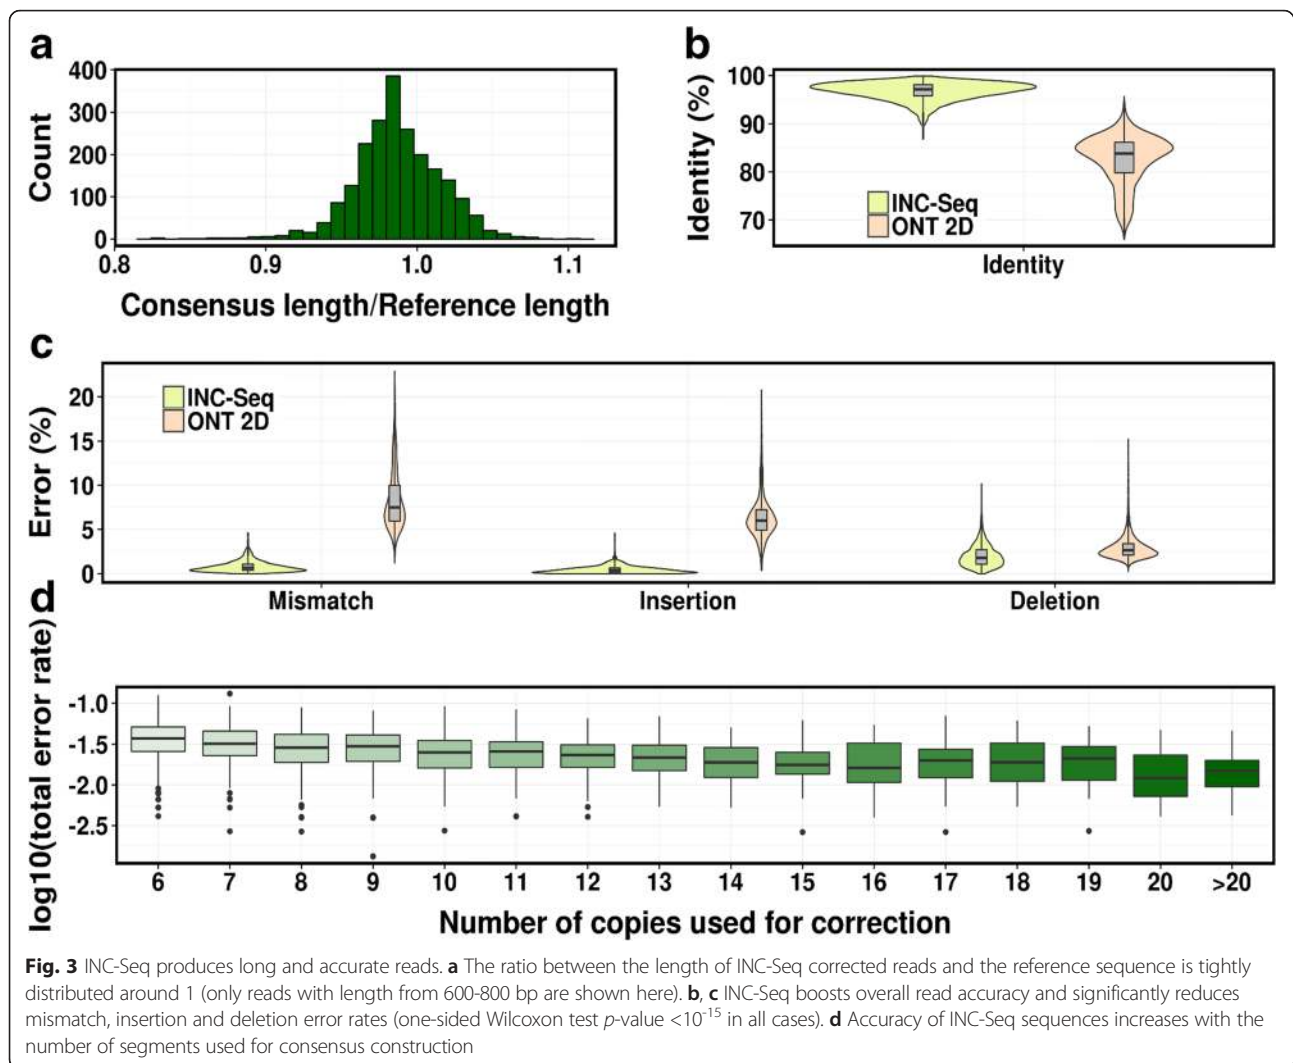 a
400
300
200
100
0
Count
0.8 0.9 1.0 1.1
Consensus length/Reference length
b
100
90
80
70
Identity (%)
INC-Seq
ONT 2D
Identity
c
20
15
10
5
0
Error (%)
INC-Seq
ONT 2D
Mismatch Insertion Deletion
d
-1.0
-1.5
-2.0
-2.5
log10(total error rate)
6 7 8 9 10 11 12 13 14 15 16 17 18 19 20 >20
Number of copies used for correction
Fig. 3 INC-Seq produces long and accurate reads. a The ratio between the length of INC-Seq corrected reads and the reference sequence is tightly
distributed around 1 (only reads with length from 600-800 bp are shown here). b, c INC-Seq boosts overall read accuracy and significantly reduces
mismatch, insertion and deletion error rates (one-sided Wilcoxon test p-value <10⁻¹⁵ in all cases). d Accuracy of INC-Seq sequences increases with the
number of segments used for consensus construction